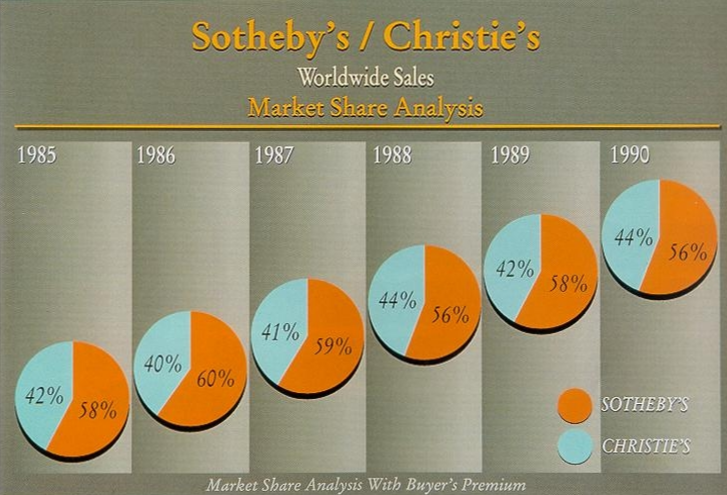 Sotheby's / Christie's
Worldwide Sales
Market Share Analysis
1985 1986 1987 1988 1989 1990
44% 56%
42% 58%
44% 56%
41% 59%
40% 60%
42% 58%
SOTHEBY'S
CHRISTIE'S
Market Share Analysis With Buyer's Premium